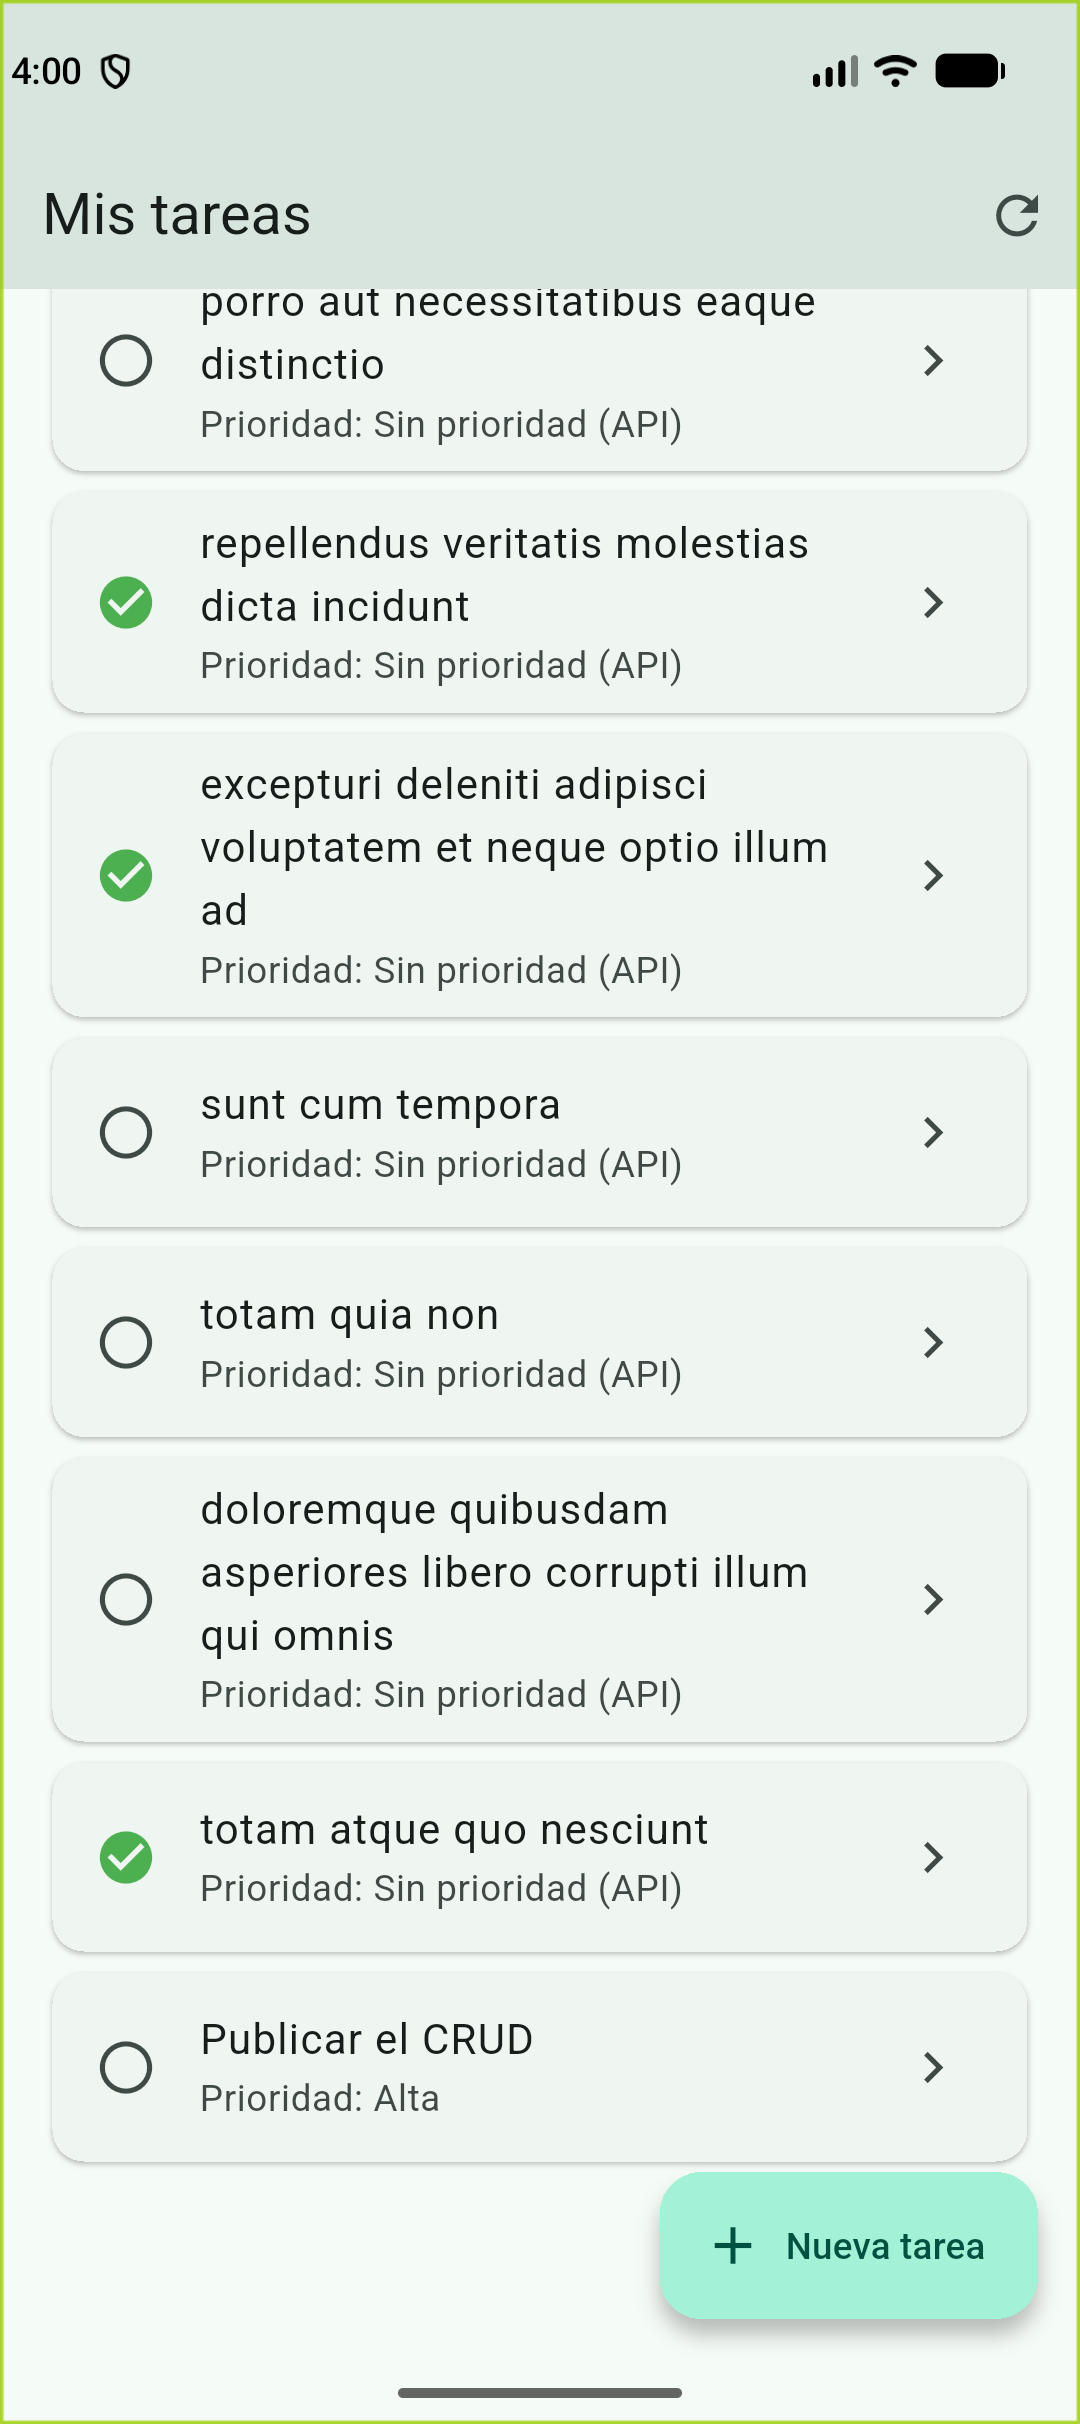 4:00
Mis tareas
porro aut necessitatibus eaque
distinctio
Prioridad: Sin prioridad (API)
repellendus veritatis molestias
dicta incidunt
Prioridad: Sin prioridad (API)
excepturi deleniti adipisci
voluptatem et neque optio illum
ad
Prioridad: Sin prioridad (API)
sunt cum tempora
Prioridad: Sin prioridad (API)
totam quia non
Prioridad: Sin prioridad (API)
doloremque quibusdam
asperiores libero corrupti illum
qui omnis
Prioridad: Sin prioridad (API)
totam atque quo nesciunt
Prioridad: Sin prioridad (API)
Publicar el CRUD
Prioridad: Alta
Nueva tarea